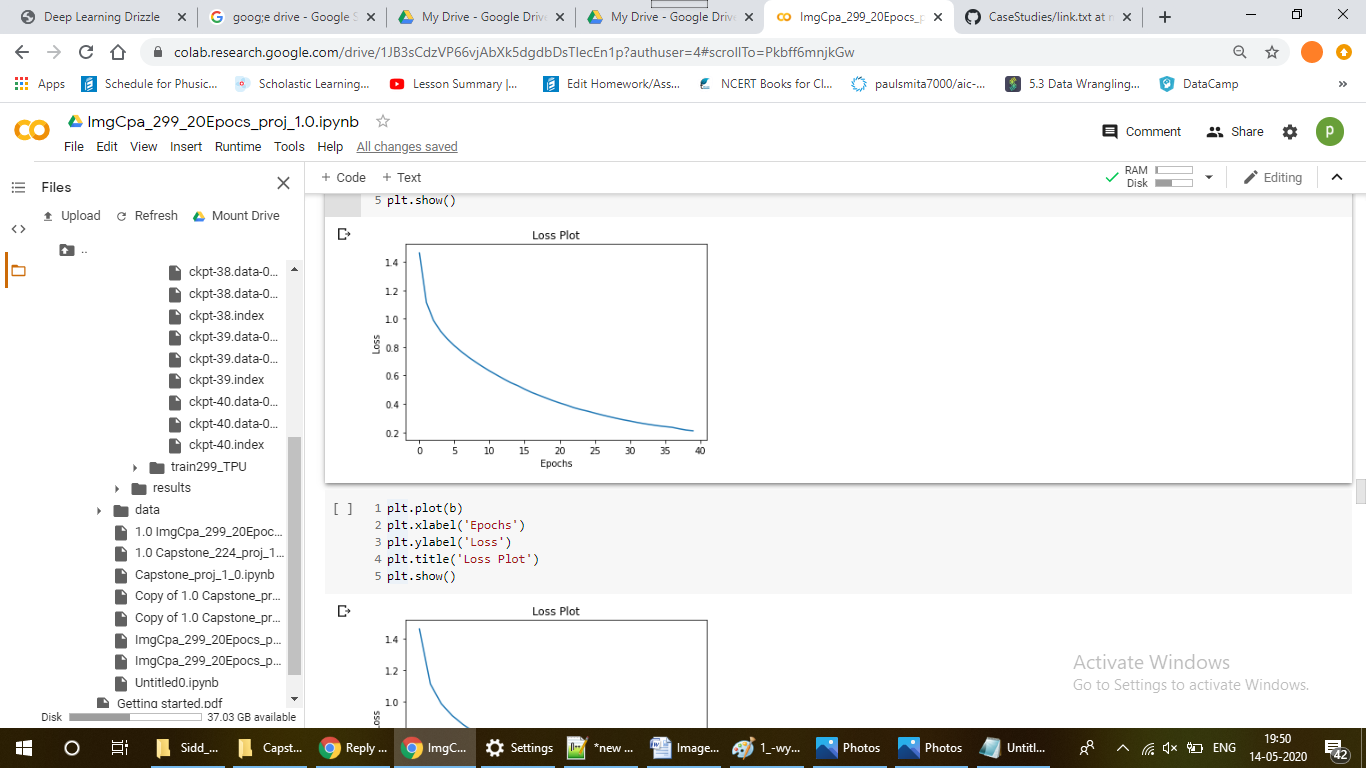 Deep Learning Drizzle
goog;e drive - Google S
My Drive - Google Driv
My Drive - Google Driv
ImgCpa_299_20Epocs_p
CaseStudies/link.txt at n
colab.research.google.com/drive/1JB3sCdzVP66vjAbXk5dgdbDsTlecEn1p?authuser=4#scrollTo=Pkbff6mnjkGw
Apps
Schedule for Phusic...
Scholastic Learning...
Lesson Summary |...
Edit Homework/Ass...
NCERT Books for Cl...
paulsmita7000/aic-...
5.3 Data Wrangling...
DataCamp
»
ImgCpa_299_20Epocs_proj_1.0.ipynb
Comment
Share
p
File Edit View Insert Runtime Tools Help All changes saved
Files
+ Code + Text
RAM
Disk
Editing
Upload Refresh Mount Drive
..
ckpt-38.data-0...
ckpt-38.data-0...
ckpt-38.index
ckpt-39.data-0...
ckpt-39.data-0...
ckpt-39.index
ckpt-40.data-0...
ckpt-40.data-0...
ckpt-40.index
train299_TPU
results
data
1.0 ImgCpa_299_20Epoc...
1.0 Capstone_224_proj_1...
Capstone_proj_1_0.ipynb
Copy of 1.0 Capstone_pr...
Copy of 1.0 Capstone_pr...
ImgCpa_299_20Epocs_p...
ImgCpa_299_20Epocs_p...
Untitled0.ipynb
Getting started.pdf
Disk 37.03 GB available
5 plt.show()
Loss Plot
1.4
1.2
1.0
0.8
0.6
0.4
0.2
Loss
0 5 10 15 20 25 30 35 40
Epochs
[ ]
1 plt.plot(b)
2 plt.xlabel('Epochs')
3 plt.ylabel('Loss')
4 plt.title('Loss Plot')
5 plt.show()
Loss Plot
1.4
1.2
1.0
oss
Activate Windows
Go to Settings to activate Windows.
Sidd_...
Capst...
Reply ...
ImgC...
Settings
*new ...
Image...
1_-wy...
Photos
Photos
Untitl...
ENG
19:50
14-05-2020
42